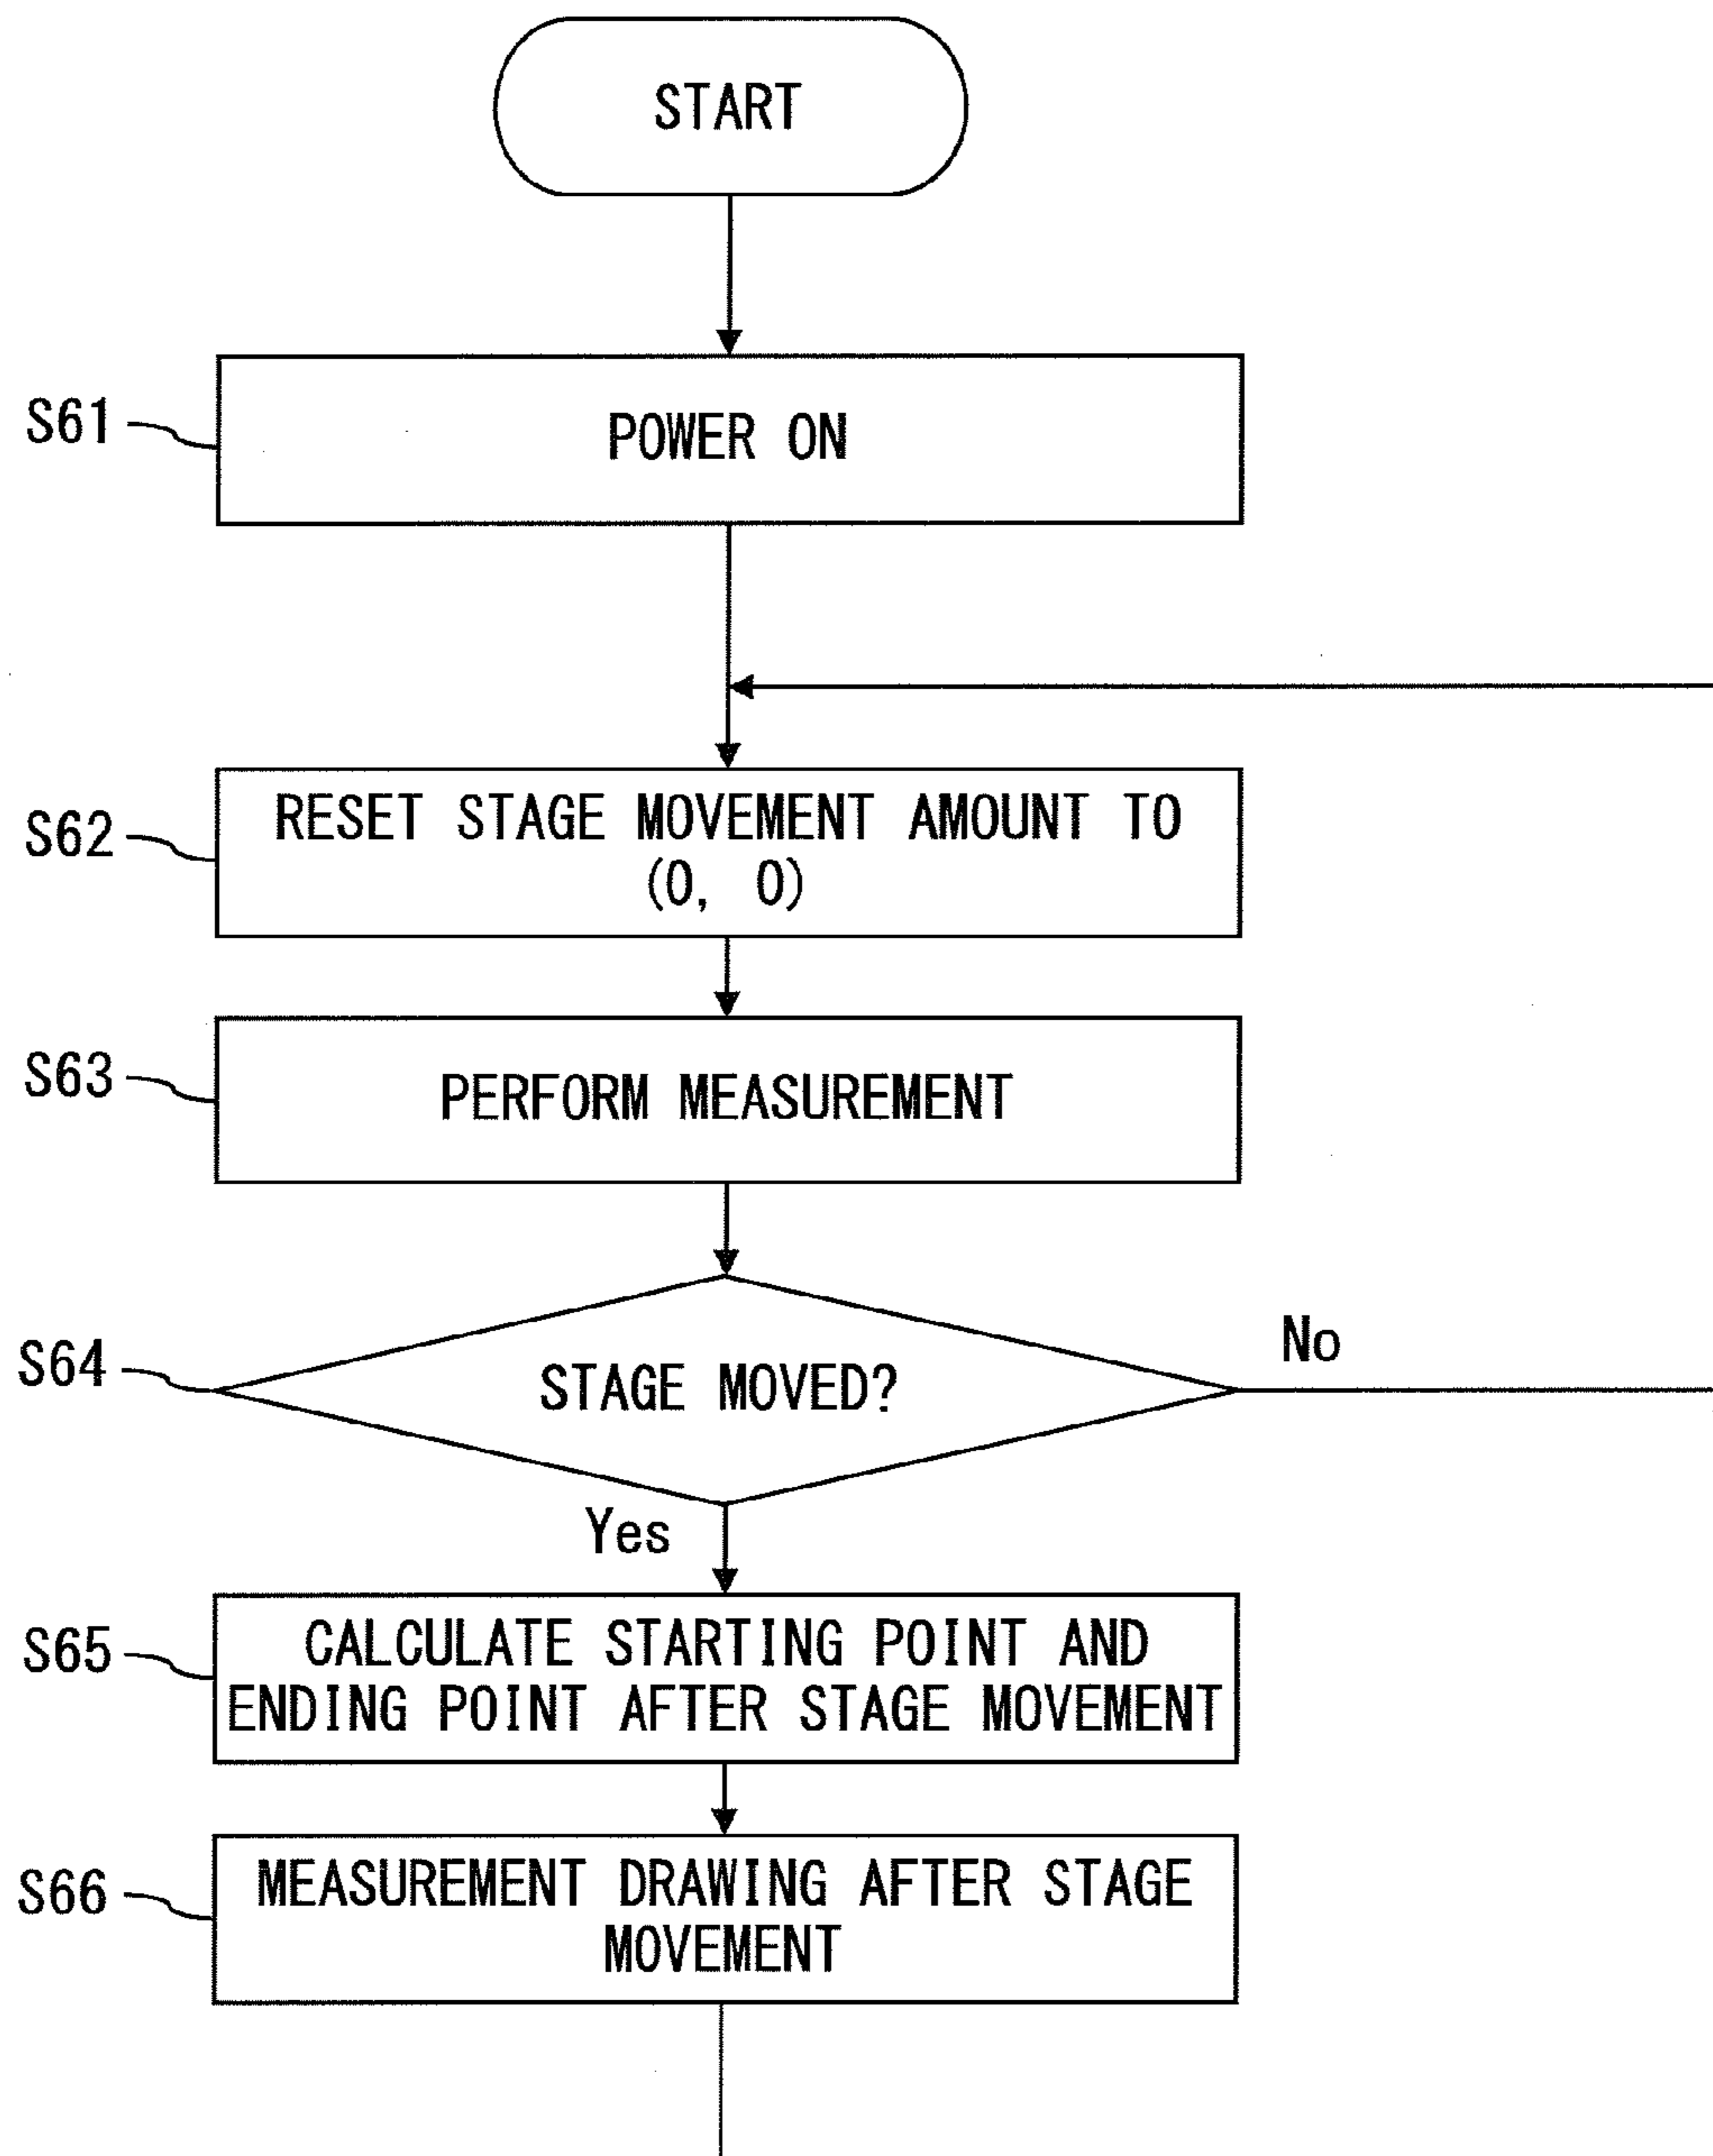 START
S61
POWER ON
S62
RESET STAGE MOVEMENT AMOUNT TO
(0, 0)
S63
PERFORM MEASUREMENT
S64
STAGE MOVED?
No
Yes
S65
CALCULATE STARTING POINT AND
ENDING POINT AFTER STAGE MOVEMENT
S66
MEASUREMENT DRAWING AFTER STAGE
MOVEMENT